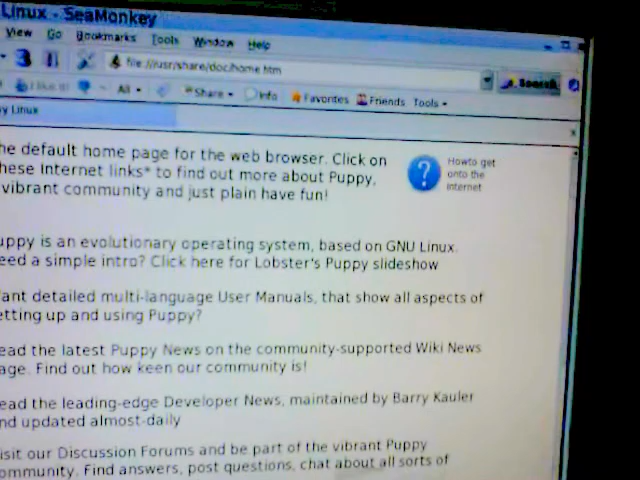 Linux - SeaMonkey
View Go Bookmarks Tools Window Help
file:///usr/share/doc/home.htm Search
I like it! All Share Info Favorites Friends Tools
y Linux
he default home page for the web browser. Click on
hese Internet links* to find out more about Puppy,
vibrant community and just plain have fun!
Howto get
onto the
Internet
uppy is an evolutionary operating system, based on GNU Linux.
eed a simple intro? Click here for Lobster's Puppy slideshow
ant detailed multi-language User Manuals, that show all aspects of
etting up and using Puppy?
ead the latest Puppy News on the community-supported Wiki News
age. Find out how keen our community is!
ead the leading-edge Developer News, maintained by Barry Kauler
nd updated almost-daily
isit our Discussion Forums and be part of the vibrant Puppy
ommunity. Find answers, post questions, chat about all sorts of